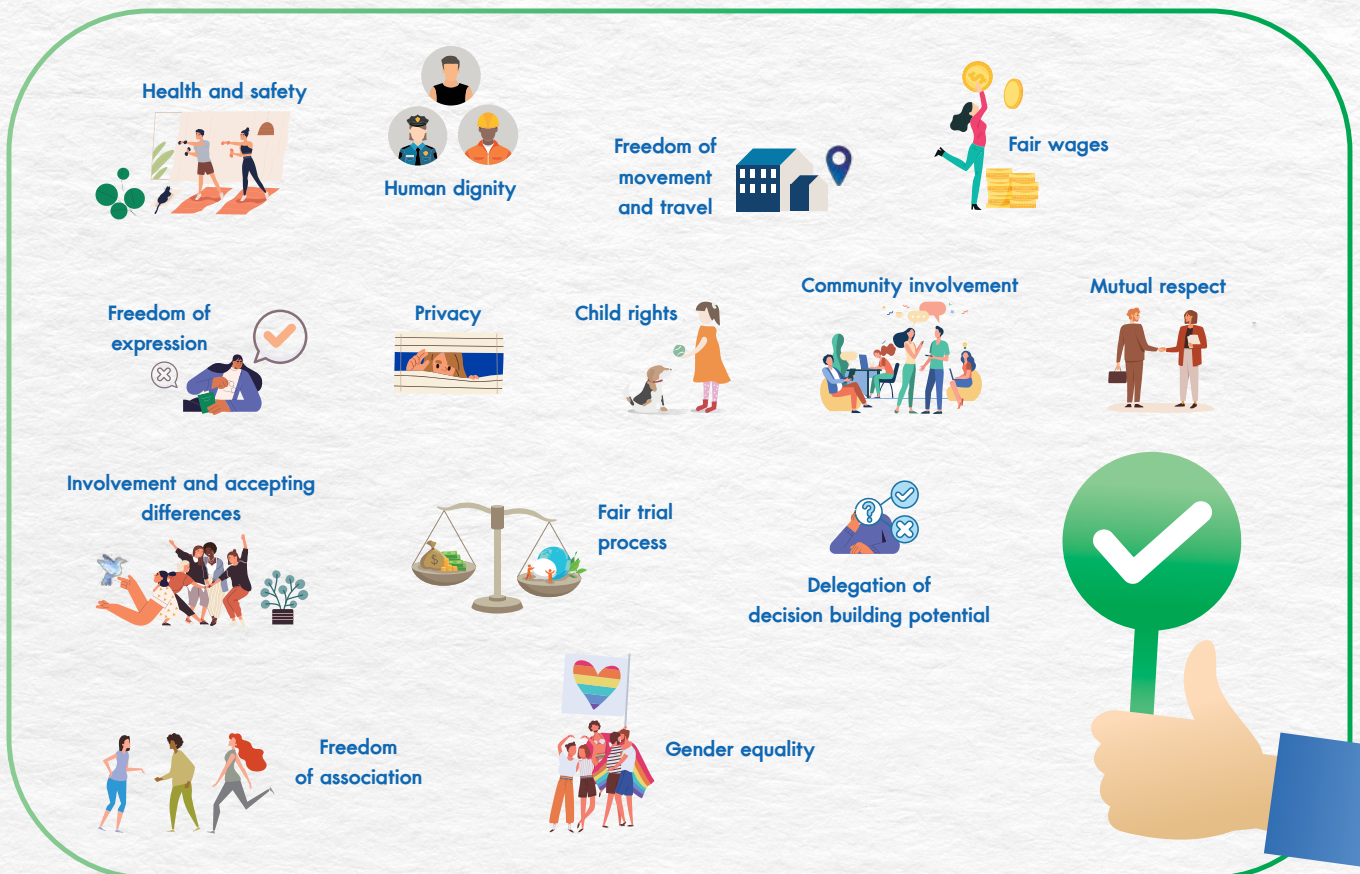 Health and safety
Human dignity
Freedom of
movement
and travel
Fair wages
Freedom of
expression
Privacy
Child rights
Community involvement
Mutual respect
Involvement and accepting
differences
Fair trial
process
Delegation of
decision building potential
Freedom
of association
Gender equality